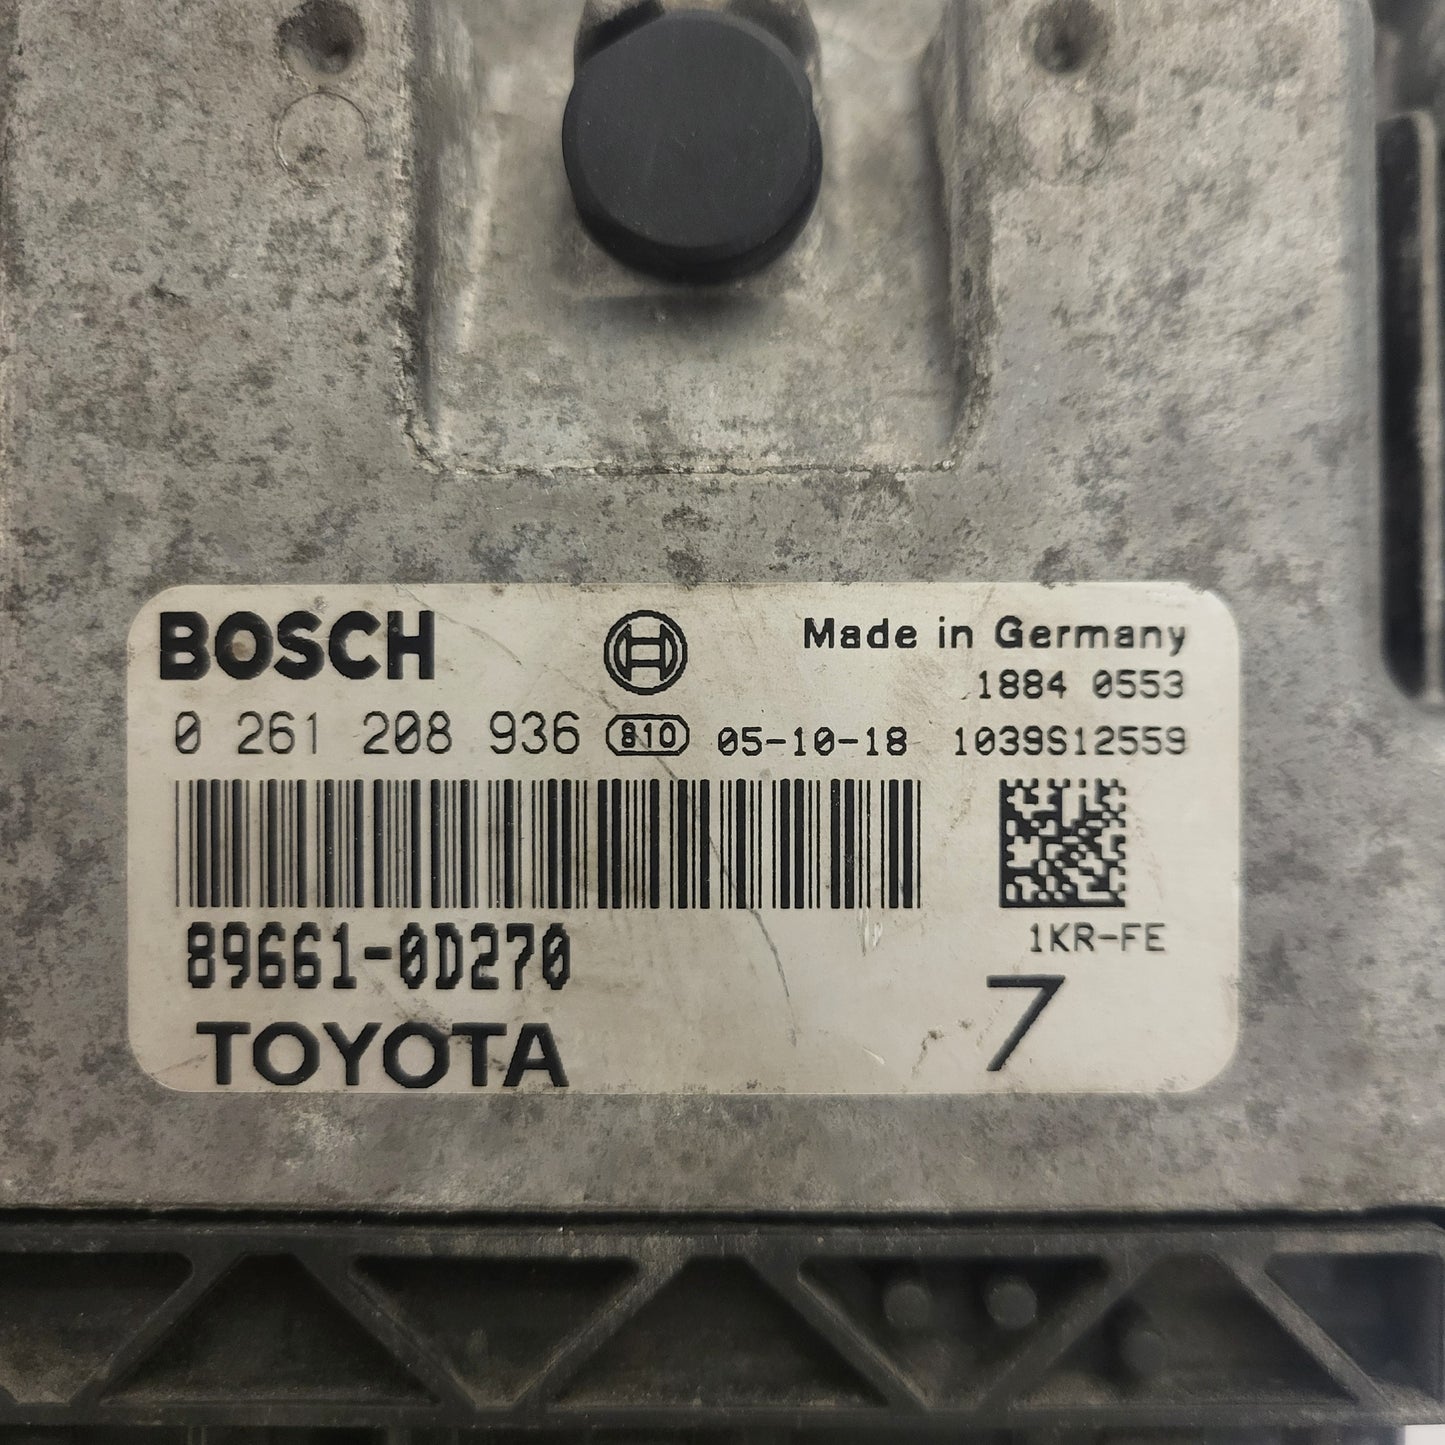 BOSCH Made in Germany
1884 0553
0 261 208 936 810 05-10-18 1039S12559
89661-0D270 1KR-FE
TOYOTA 7